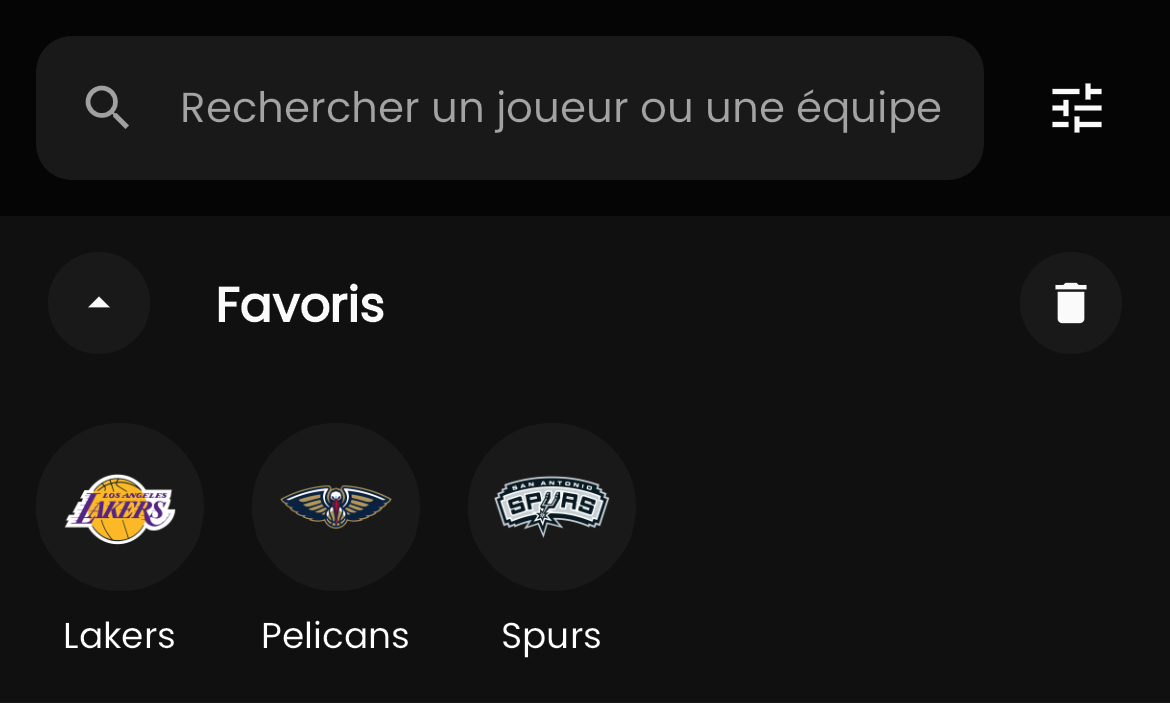 Rechercher un joueur ou une équipe
Favoris
LOS ANGELES
LAKERS
SAN ANTONIO
SPURS
Lakers
Pelicans
Spurs